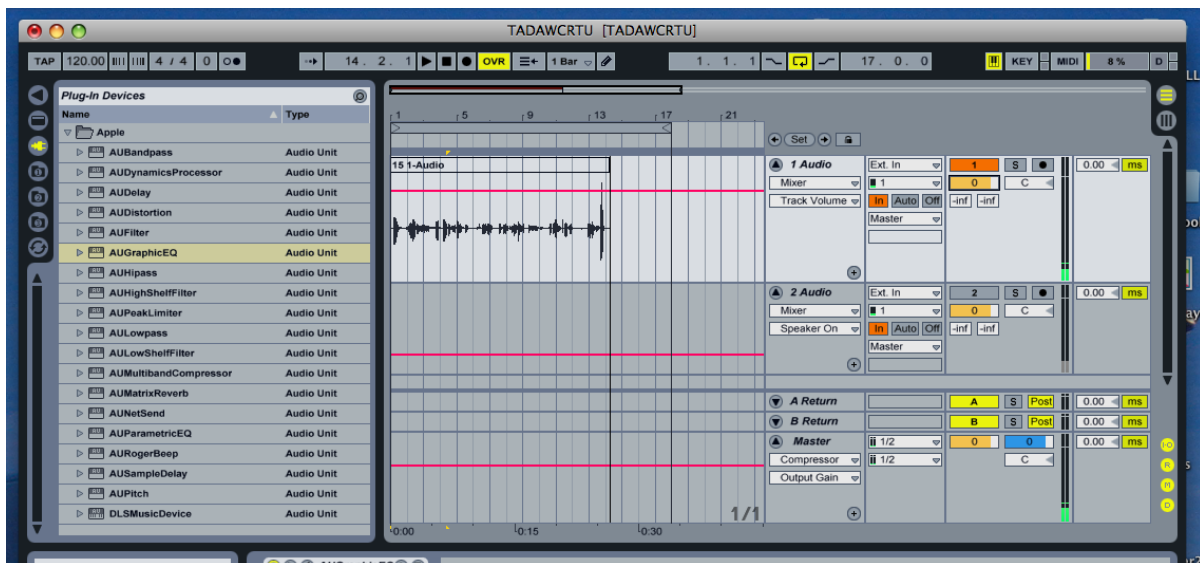 TADAWCRTU [TADAWCRTU]
TAP 120.00 4 / 4 0 14. 2. 1 OVR 1 Bar 1. 1. 1 17. 0. 0 KEY MIDI 8 % D
Plug-In Devices
Name Type
Apple
AUBandpass Audio Unit
AUDynamicsProcessor Audio Unit
AUDelay Audio Unit
AUDistortion Audio Unit
AUFilter Audio Unit
AUGraphicEQ Audio Unit
AUHipass Audio Unit
AUHighShelfFilter Audio Unit
AUPeakLimiter Audio Unit
AULowpass Audio Unit
AULowShelfFilter Audio Unit
AUMultibandCompressor Audio Unit
AUMatrixReverb Audio Unit
AUNetSend Audio Unit
AUParametricEQ Audio Unit
AURogerBeep Audio Unit
AUSampleDelay Audio Unit
AUPitch Audio Unit
DLSMusicDevice Audio Unit
1 5 9 13 17 21
Set
15 1-Audio
1 Audio Ext. In 1 S 0.00 ms
Mixer 1 0 C
Track Volume In Auto Off -inf -inf
Master
2 Audio Ext. In 2 S 0.00 ms
Mixer 1 0 C
Speaker On In Auto Off -inf -inf
Master
A Return A S Post 0.00 ms
B Return B S Post 0.00 ms
Master 1/2 0 0 0.00 ms
Compressor 1/2 C
Output Gain
1/1
0:00 0:15 0:30
I·O
R
M
D